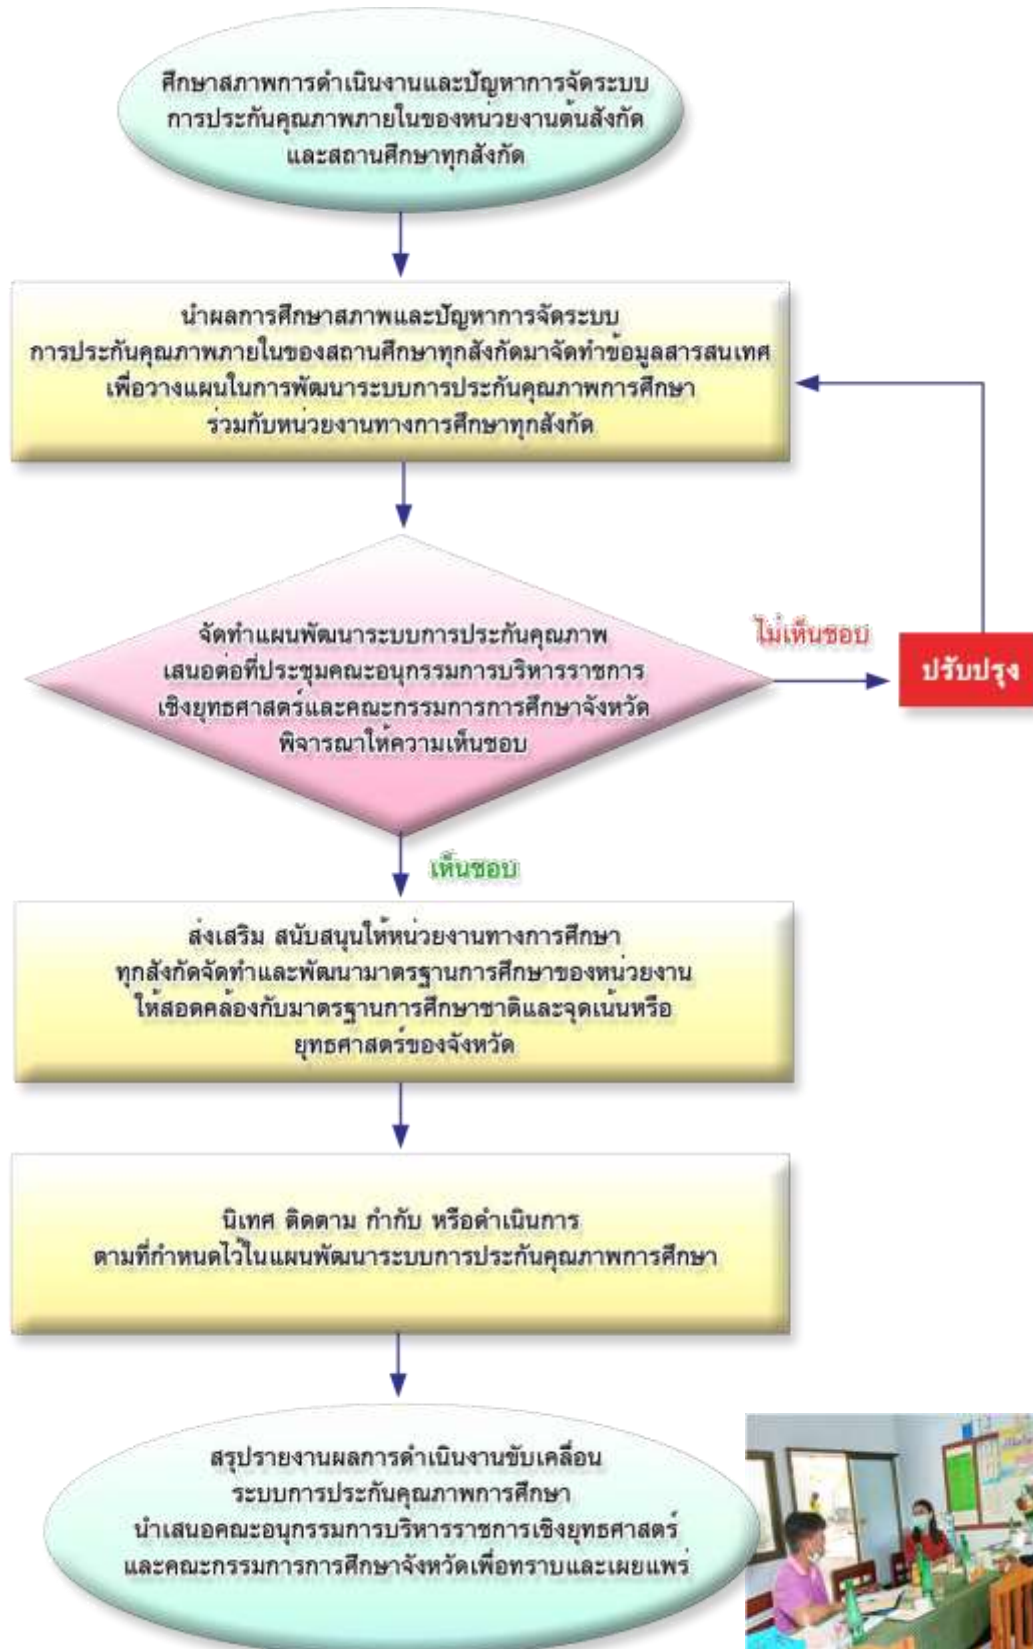 ศึกษาสภาพการดำเนินงานและปัญหาการจัดระบบ
การประกันคุณภาพภายในของหน่วยงานต้นสังกัด
และสถานศึกษาทุกสังกัด
นำผลการศึกษาสภาพและปัญหาการจัดระบบ
การประกันคุณภาพภายในของสถานศึกษาทุกสังกัดมาจัดทำข้อมูลสารสนเทศ
เพื่อวางแผนในการพัฒนาระบบการประกันคุณภาพการศึกษา
ร่วมกับหน่วยงานทางการศึกษาทุกสังกัด
จัดทำแผนพัฒนาระบบการประกันคุณภาพ
เสนอต่อที่ประชุมคณะอนุกรรมการบริหารราชการ
เชิงยุทธศาสตร์และคณะกรรมการการศึกษาจังหวัด
พิจารณาให้ความเห็นชอบ
ไม่เห็นชอบ
ปรับปรุง
เห็นชอบ
ส่งเสริม สนับสนุนให้หน่วยงานทางการศึกษา
ทุกสังกัดจัดทำและพัฒนามาตรฐานการศึกษาของหน่วยงาน
ให้สอดคล้องกับมาตรฐานการศึกษาชาติและจุดเน้นหรือ
ยุทธศาสตร์ของจังหวัด
นิเทศ ติดตาม กำกับ หรือดำเนินการ
ตามที่กำหนดไว้ในแผนพัฒนาระบบการประกันคุณภาพการศึกษา
สรุปรายงานผลการดำเนินงานขับเคลื่อน
ระบบการประกันคุณภาพการศึกษา
นำเสนอคณะอนุกรรมการบริหารราชการเชิงยุทธศาสตร์
และคณะกรรมการการศึกษาจังหวัดเพื่อทราบและเผยแพร่